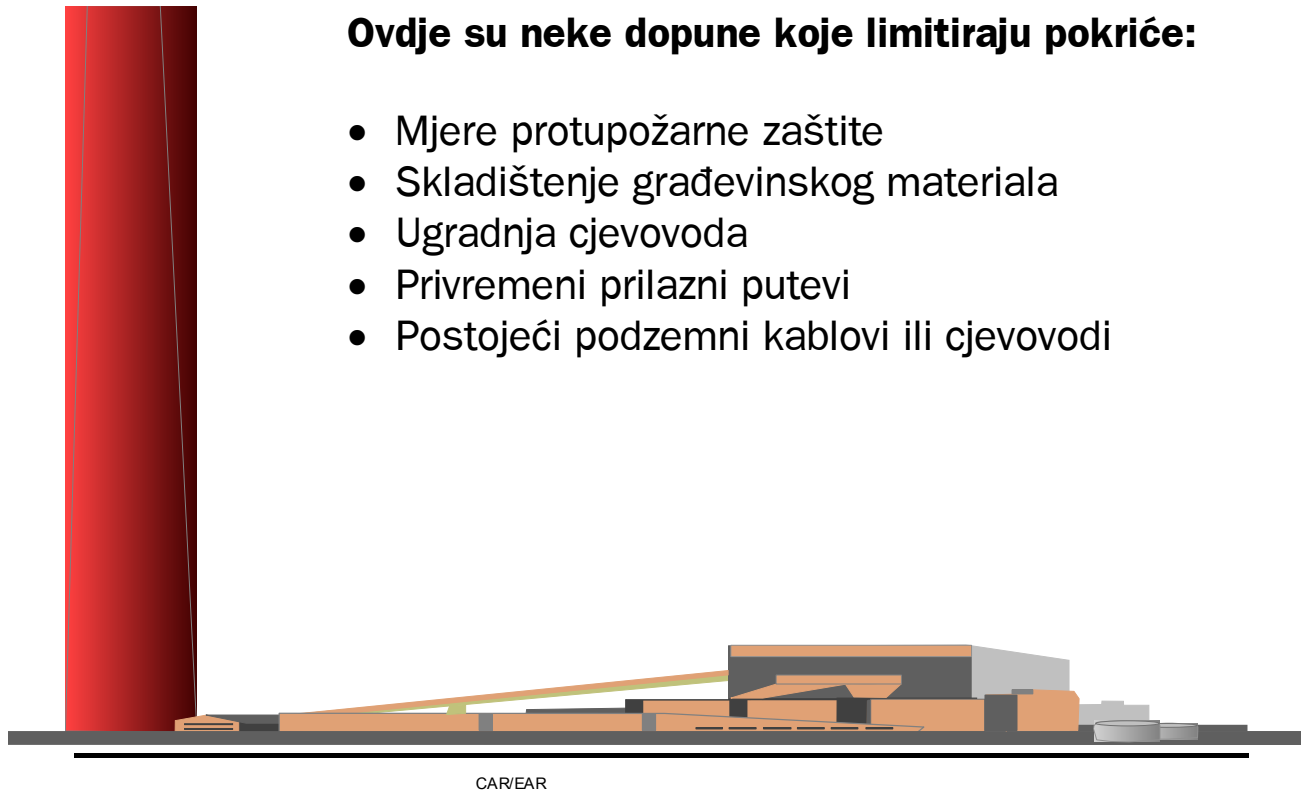 Ovdje su neke dopune koje limitiraju pokriće:
• Mjere protupožarne zaštite
• Skladištenje građevinskog materiala
• Ugradnja cjevovoda
• Privremeni prilazni putevi
• Postojeći podzemni kablovi ili cjevovodi
CAR/EAR